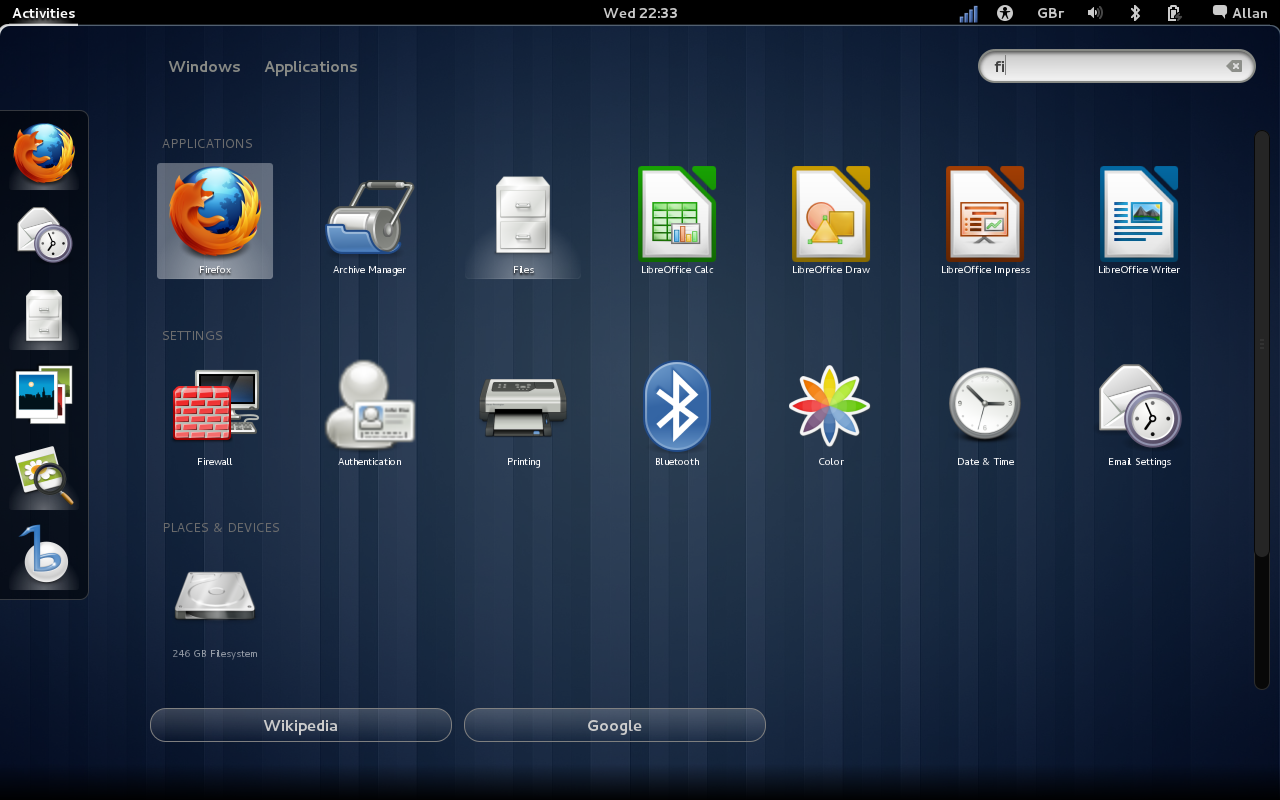 Activities Wed 22:33 GBr Allan
Windows Applications fi
APPLICATIONS
Firefox Archive Manager Files LibreOffice Calc LibreOffice Draw LibreOffice Impress LibreOffice Writer
SETTINGS
Firewall Authentication Printing Bluetooth Color Date & Time Email Settings
PLACES & DEVICES
246 GB Filesystem
Wikipedia Google